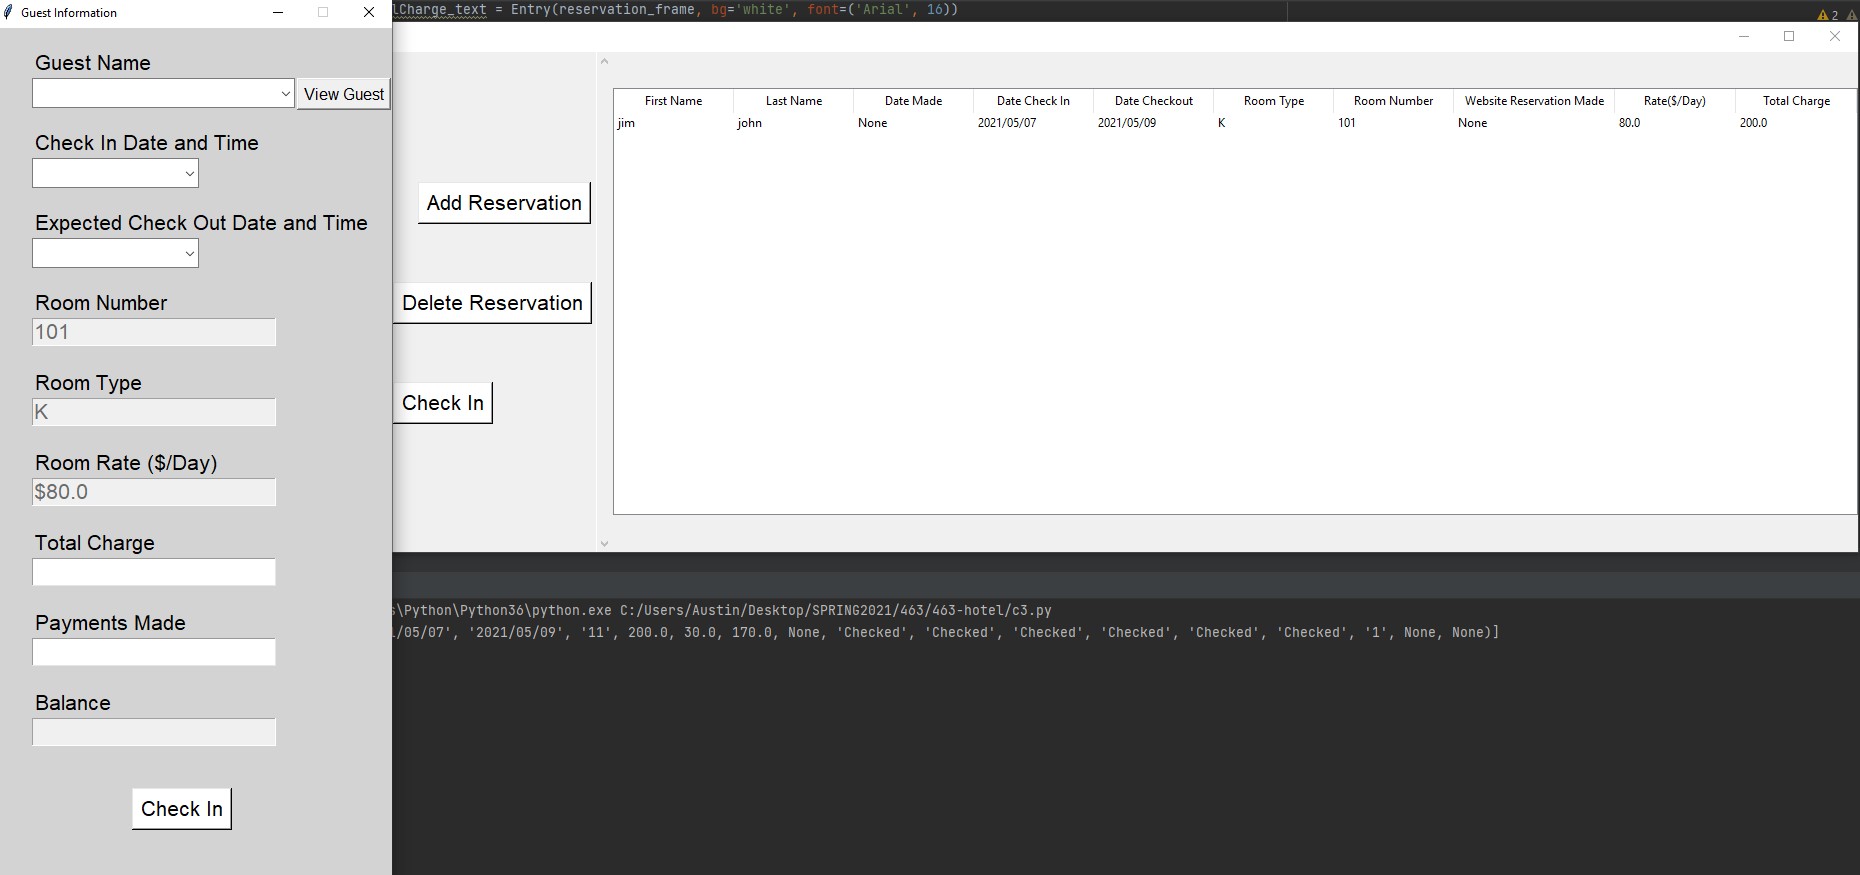 Guest Information
Guest Name
View Guest
Check In Date and Time
Expected Check Out Date and Time
Room Number
101
Room Type
K
Room Rate ($/Day)
$80.0
Total Charge
Payments Made
Balance
Check In
lCharge_text = Entry(reservation_frame, bg='white', font=('Arial', 16))
2
Add Reservation
Delete Reservation
Check In
First Name Last Name Date Made Date Check In Date Checkout Room Type Room Number Website Reservation Made Rate($/Day) Total Charge
jim john None 2021/05/07 2021/05/09 K 101 None 80.0 200.0
s\Python\Python36\python.exe C:/Users/Austin/Desktop/SPRING2021/463/463-hotel/c3.py
1/05/07', '2021/05/09', '11', 200.0, 30.0, 170.0, None, 'Checked', 'Checked', 'Checked', 'Checked', 'Checked', 'Checked', '1', None, None)]